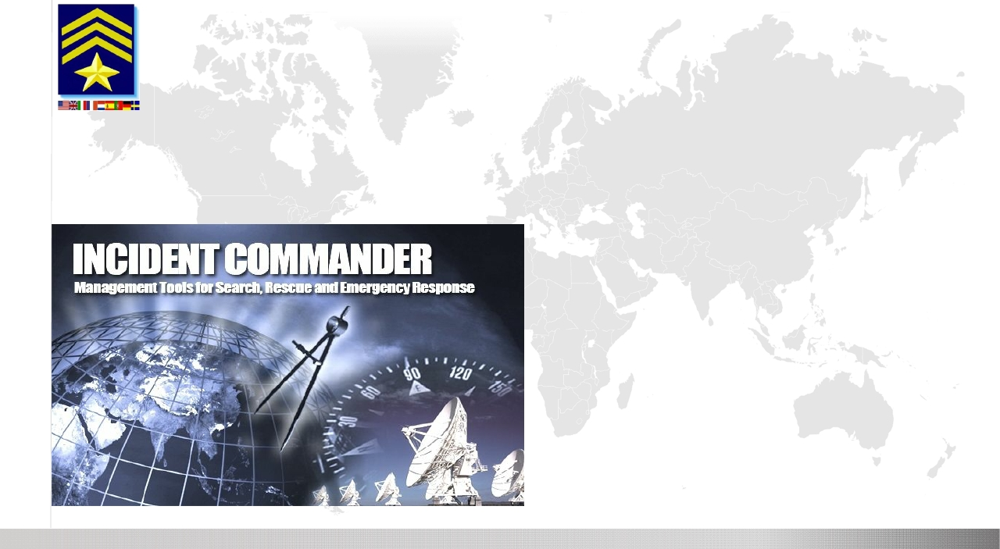 INCIDENT COMMANDER
Management Tools for Search, Rescue and Emergency Response
90
120
150
60
30
E